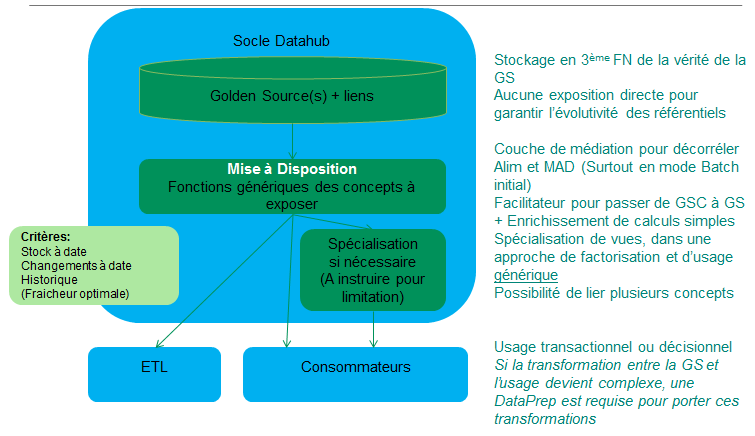 Socle Datahub
Golden Source(s) + liens
Mise à Disposition
Fonctions génériques des concepts à
exposer
Critères:
Stock à date
Changements à date
Historique
(Fraicheur optimale)
Spécialisation
si nécessaire
(A instruire pour
limitation)
ETL
Consommateurs
Stockage en 3ème FN de la vérité de la
GS
Aucune exposition directe pour
garantir l’évolutivité des référentiels
Couche de médiation pour décorréler
Alim et MAD (Surtout en mode Batch
initial)
Facilitateur pour passer de GSC à GS
+ Enrichissement de calculs simples
Spécialisation de vues, dans une
approche de factorisation et d’usage
générique
Possibilité de lier plusieurs concepts
Usage transactionnel ou décisionnel
Si la transformation entre la GS et
l’usage devient complexe, une
DataPrep est requise pour porter ces
transformations